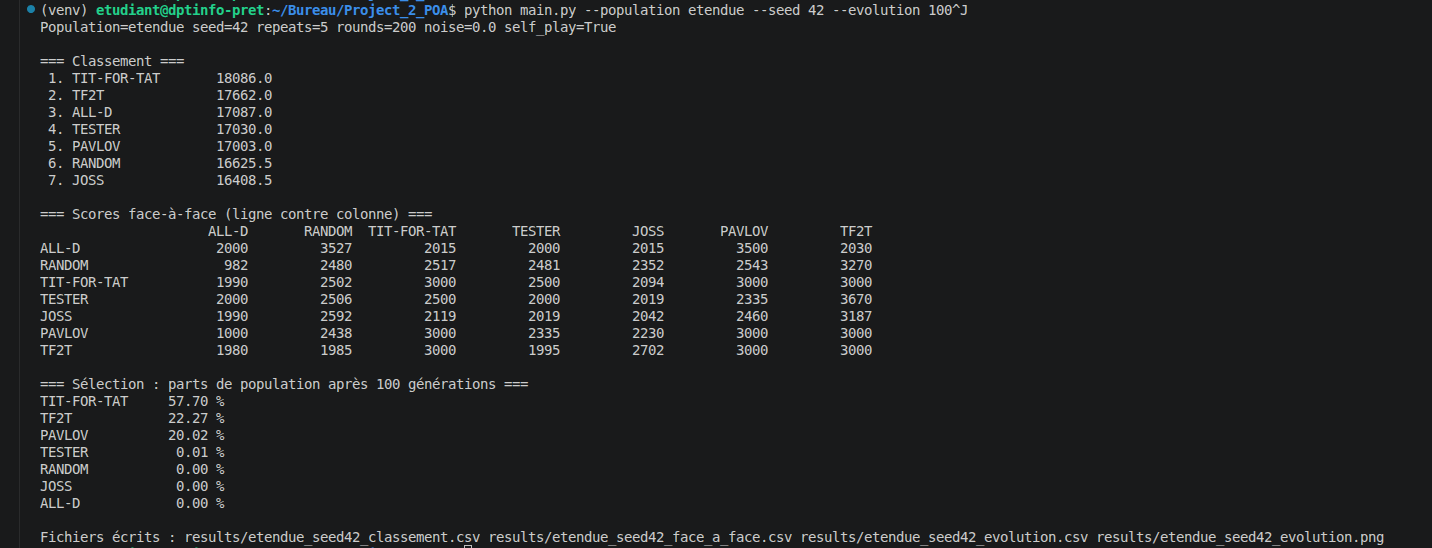 (venv) etudiant@dptinfo-pret:~/Bureau/Project_2_POA$ python main.py --population etendue --seed 42 --evolution 100^J
Population=etendue seed=42 repeats=5 rounds=200 noise=0.0 self_play=True
=== Classement ===
1. TIT-FOR-TAT 18086.0
2. TF2T 17662.0
3. ALL-D 17087.0
4. TESTER 17030.0
5. PAVLOV 17003.0
6. RANDOM 16625.5
7. JOSS 16408.5
=== Scores face-à-face (ligne contre colonne) ===
ALL-D RANDOM TIT-FOR-TAT TESTER JOSS PAVLOV TF2T
ALL-D 2000 3527 2015 2000 2015 3500 2030
RANDOM 982 2480 2517 2481 2352 2543 3270
TIT-FOR-TAT 1990 2502 3000 2500 2094 3000 3000
TESTER 2000 2506 2500 2000 2019 2335 3670
JOSS 1990 2592 2119 2019 2042 2460 3187
PAVLOV 1000 2438 3000 2335 2230 3000 3000
TF2T 1980 1985 3000 1995 2702 3000 3000
=== Sélection : parts de population après 100 générations ===
TIT-FOR-TAT 57.70 %
TF2T 22.27 %
PAVLOV 20.02 %
TESTER 0.01 %
RANDOM 0.00 %
JOSS 0.00 %
ALL-D 0.00 %
Fichiers écrits : results/etendue_seed42_classement.csv results/etendue_seed42_face_a_face.csv results/etendue_seed42_evolution.csv results/etendue_seed42_evolution.png